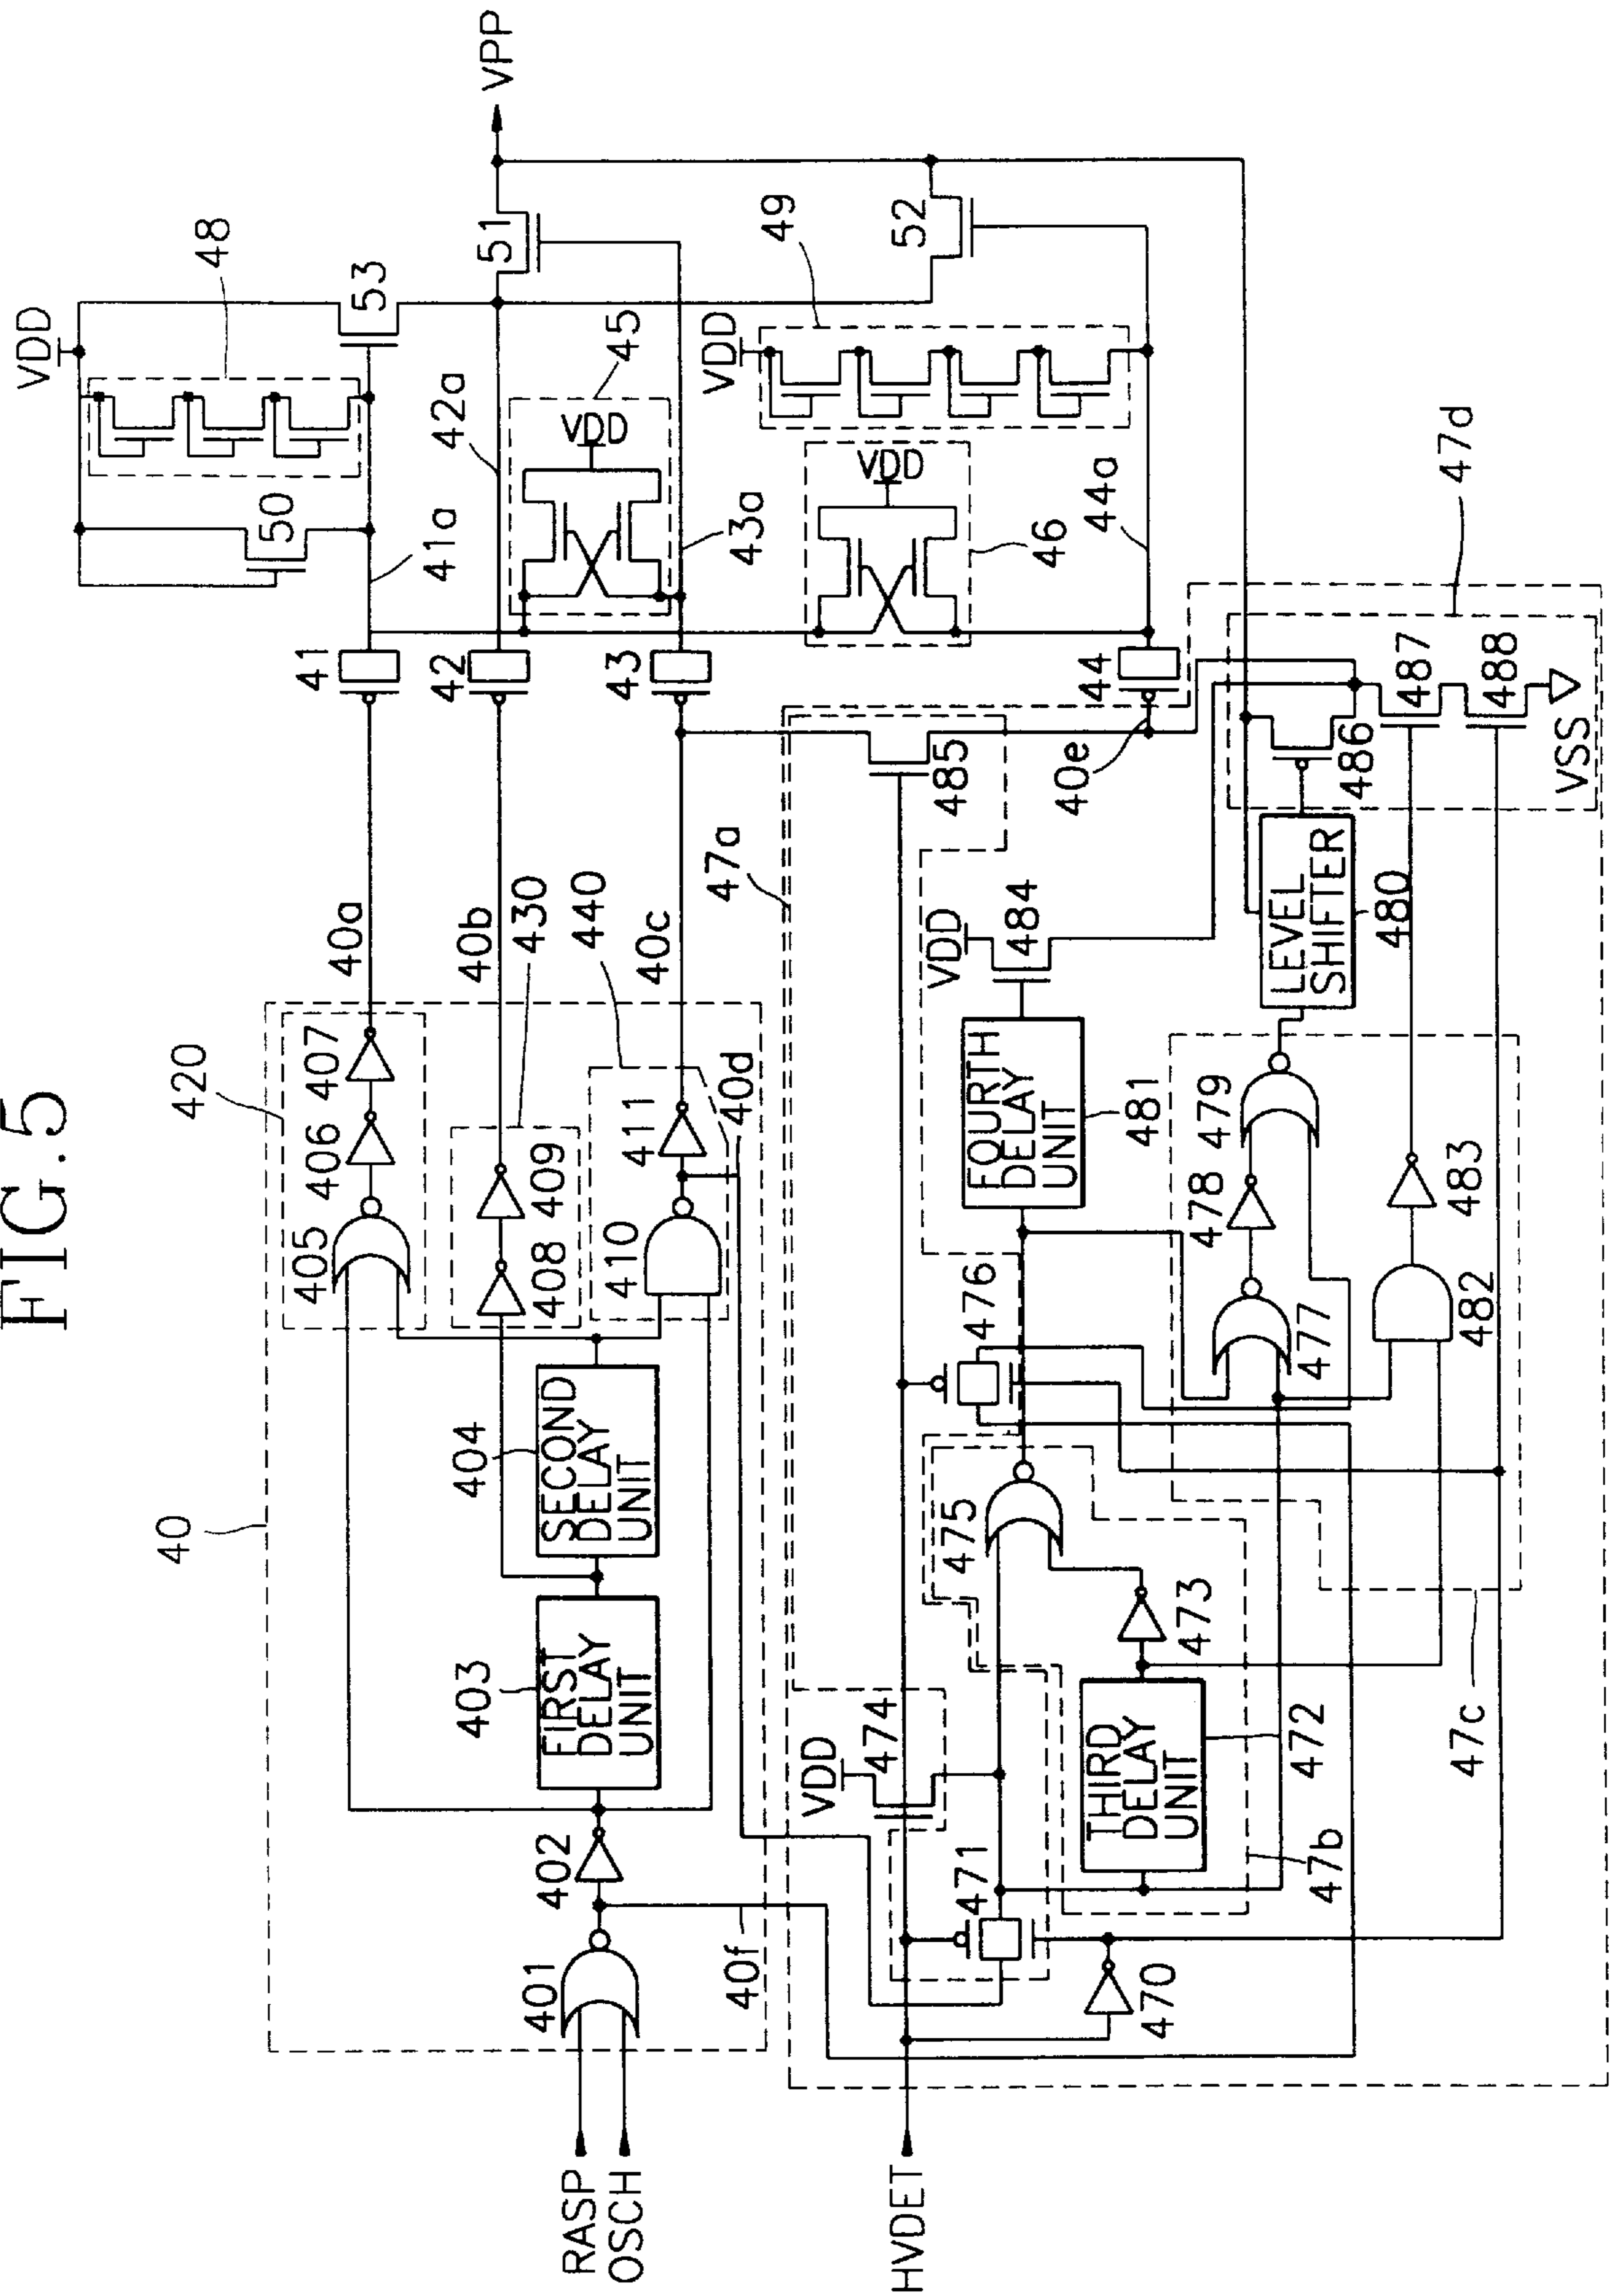 FIG.5
VDD
48
53
50
41a
41
40a
420
407
406
405
VPP
51
42a
42
40b
430
409
408
45
VDD
43a
43
40c
440
411
410
40d
40
404
SECOND
DELAY
UNIT
403
FIRST
DELAY
UNIT
402
401
40f
RASP
OSCH
52
49
VDD
46
VDD
44a
44
40e
485
47a
VDD
484
FOURTH
DELAY
UNIT
481
476
475
VDD
474
471
473
THIRD
DELAY
UNIT
472
47b
470
HVDET
47d
487
488
486
VSS
LEVEL
SHIFTER
480
479
478
477
483
482
47c